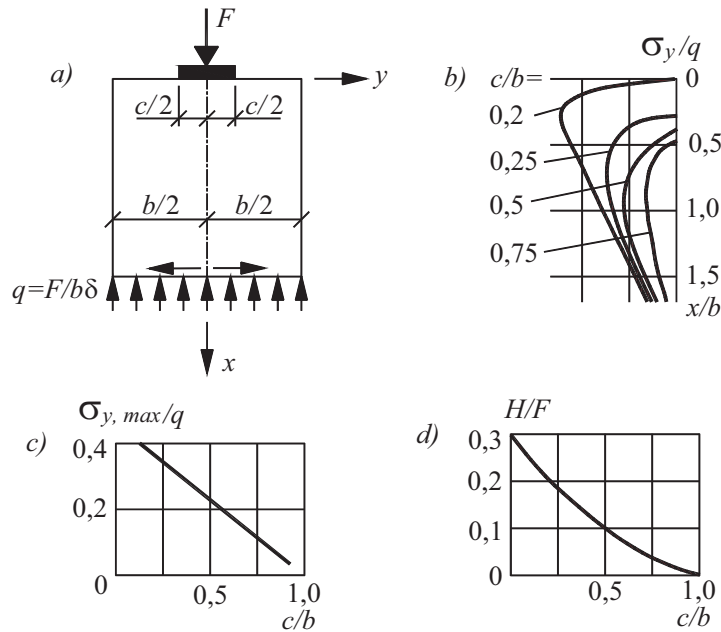 a)
F
y
c/2
c/2
b/2
b/2
q=F/bδ
x
b)
σy/q
c/b=
0
0,2
0,5
0,25
0,5
1,0
0,75
1,5
x/b
c)
σy, max/q
0,4
0,2
0
0,5
1,0
c/b
d)
H/F
0,3
0,2
0,1
0
0,5
1,0
c/b